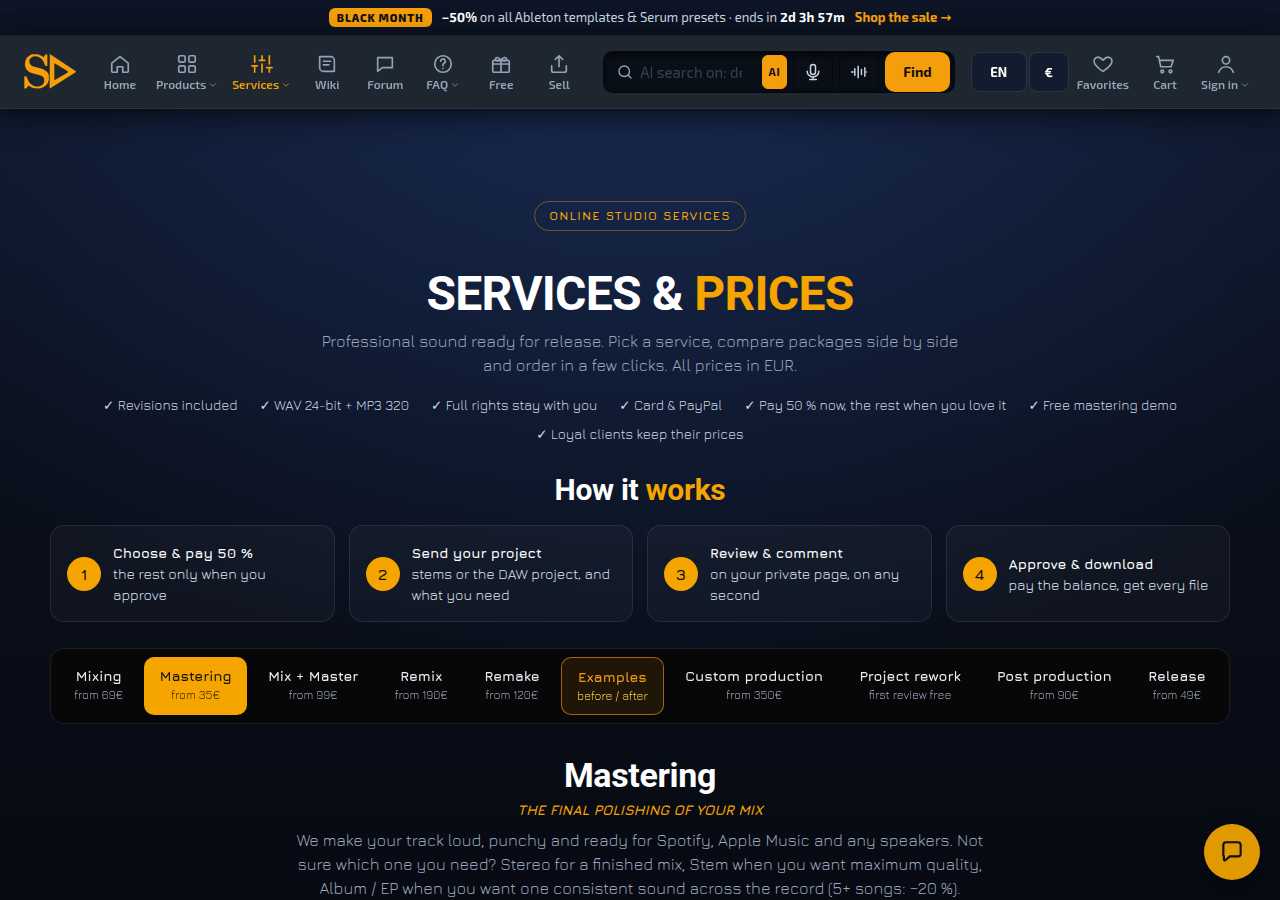 BLACK MONTH −50% on all Ableton templates & Serum presets · ends in 2d 3h 57m Shop the sale →
Home Products Services Wiki Forum FAQ Free Sell AI search on: dr AI Find EN € Favorites Cart Sign in
ONLINE STUDIO SERVICES
SERVICES & PRICES
Professional sound ready for release. Pick a service, compare packages side by side
and order in a few clicks. All prices in EUR.
✓ Revisions included ✓ WAV 24-bit + MP3 320 ✓ Full rights stay with you ✓ Card & PayPal ✓ Pay 50 % now, the rest when you love it ✓ Free mastering demo
✓ Loyal clients keep their prices
How it works
1 Choose & pay 50 %
the rest only when you
approve
2 Send your project
stems or the DAW project, and
what you need
3 Review & comment
on your private page, on any
second
4 Approve & download
pay the balance, get every file
Mixing Mastering Mix + Master Remix Remake Examples Custom production Project rework Post production Release
from 69€ from 35€ from 99€ from 190€ from 120€ before / after from 350€ first review free from 90€ from 49€
Mastering
THE FINAL POLISHING OF YOUR MIX
We make your track loud, punchy and ready for Spotify, Apple Music and any speakers. Not
sure which one you need? Stereo for a finished mix, Stem when you want maximum quality,
Album / EP when you want one consistent sound across the record (5+ songs: −20 %).